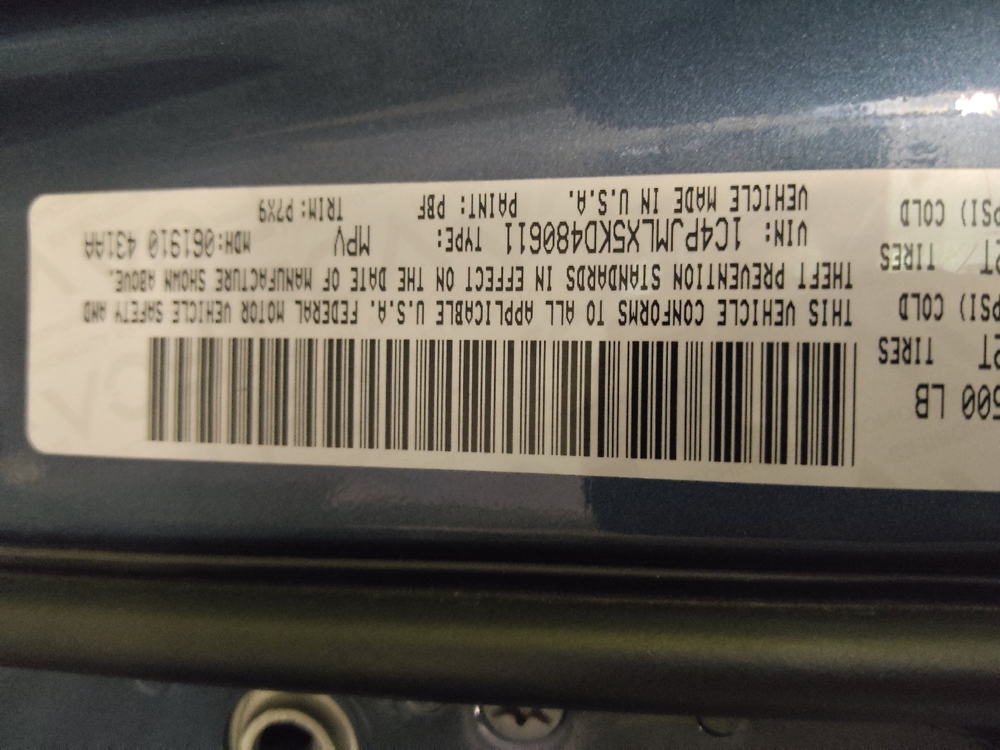 500 LB
TIRES
PSI) COLD
TIRES
PSI) COLD
THIS VEHICLE CONFORMS TO ALL APPLICABLE U.S.A. FEDERAL MOTOR VEHICLE SAFETY AND
THEFT PREVENTION STANDARDS IN EFFECT ON THE DATE OF MANUFACTURE SHOWN ABOVE.
VIN: 1C4PJMLX5KD480611 TYPE: MPV MDH: 061910 431AA
VEHICLE MADE IN U.S.A. PAINT: PBF TRIM: P7X9